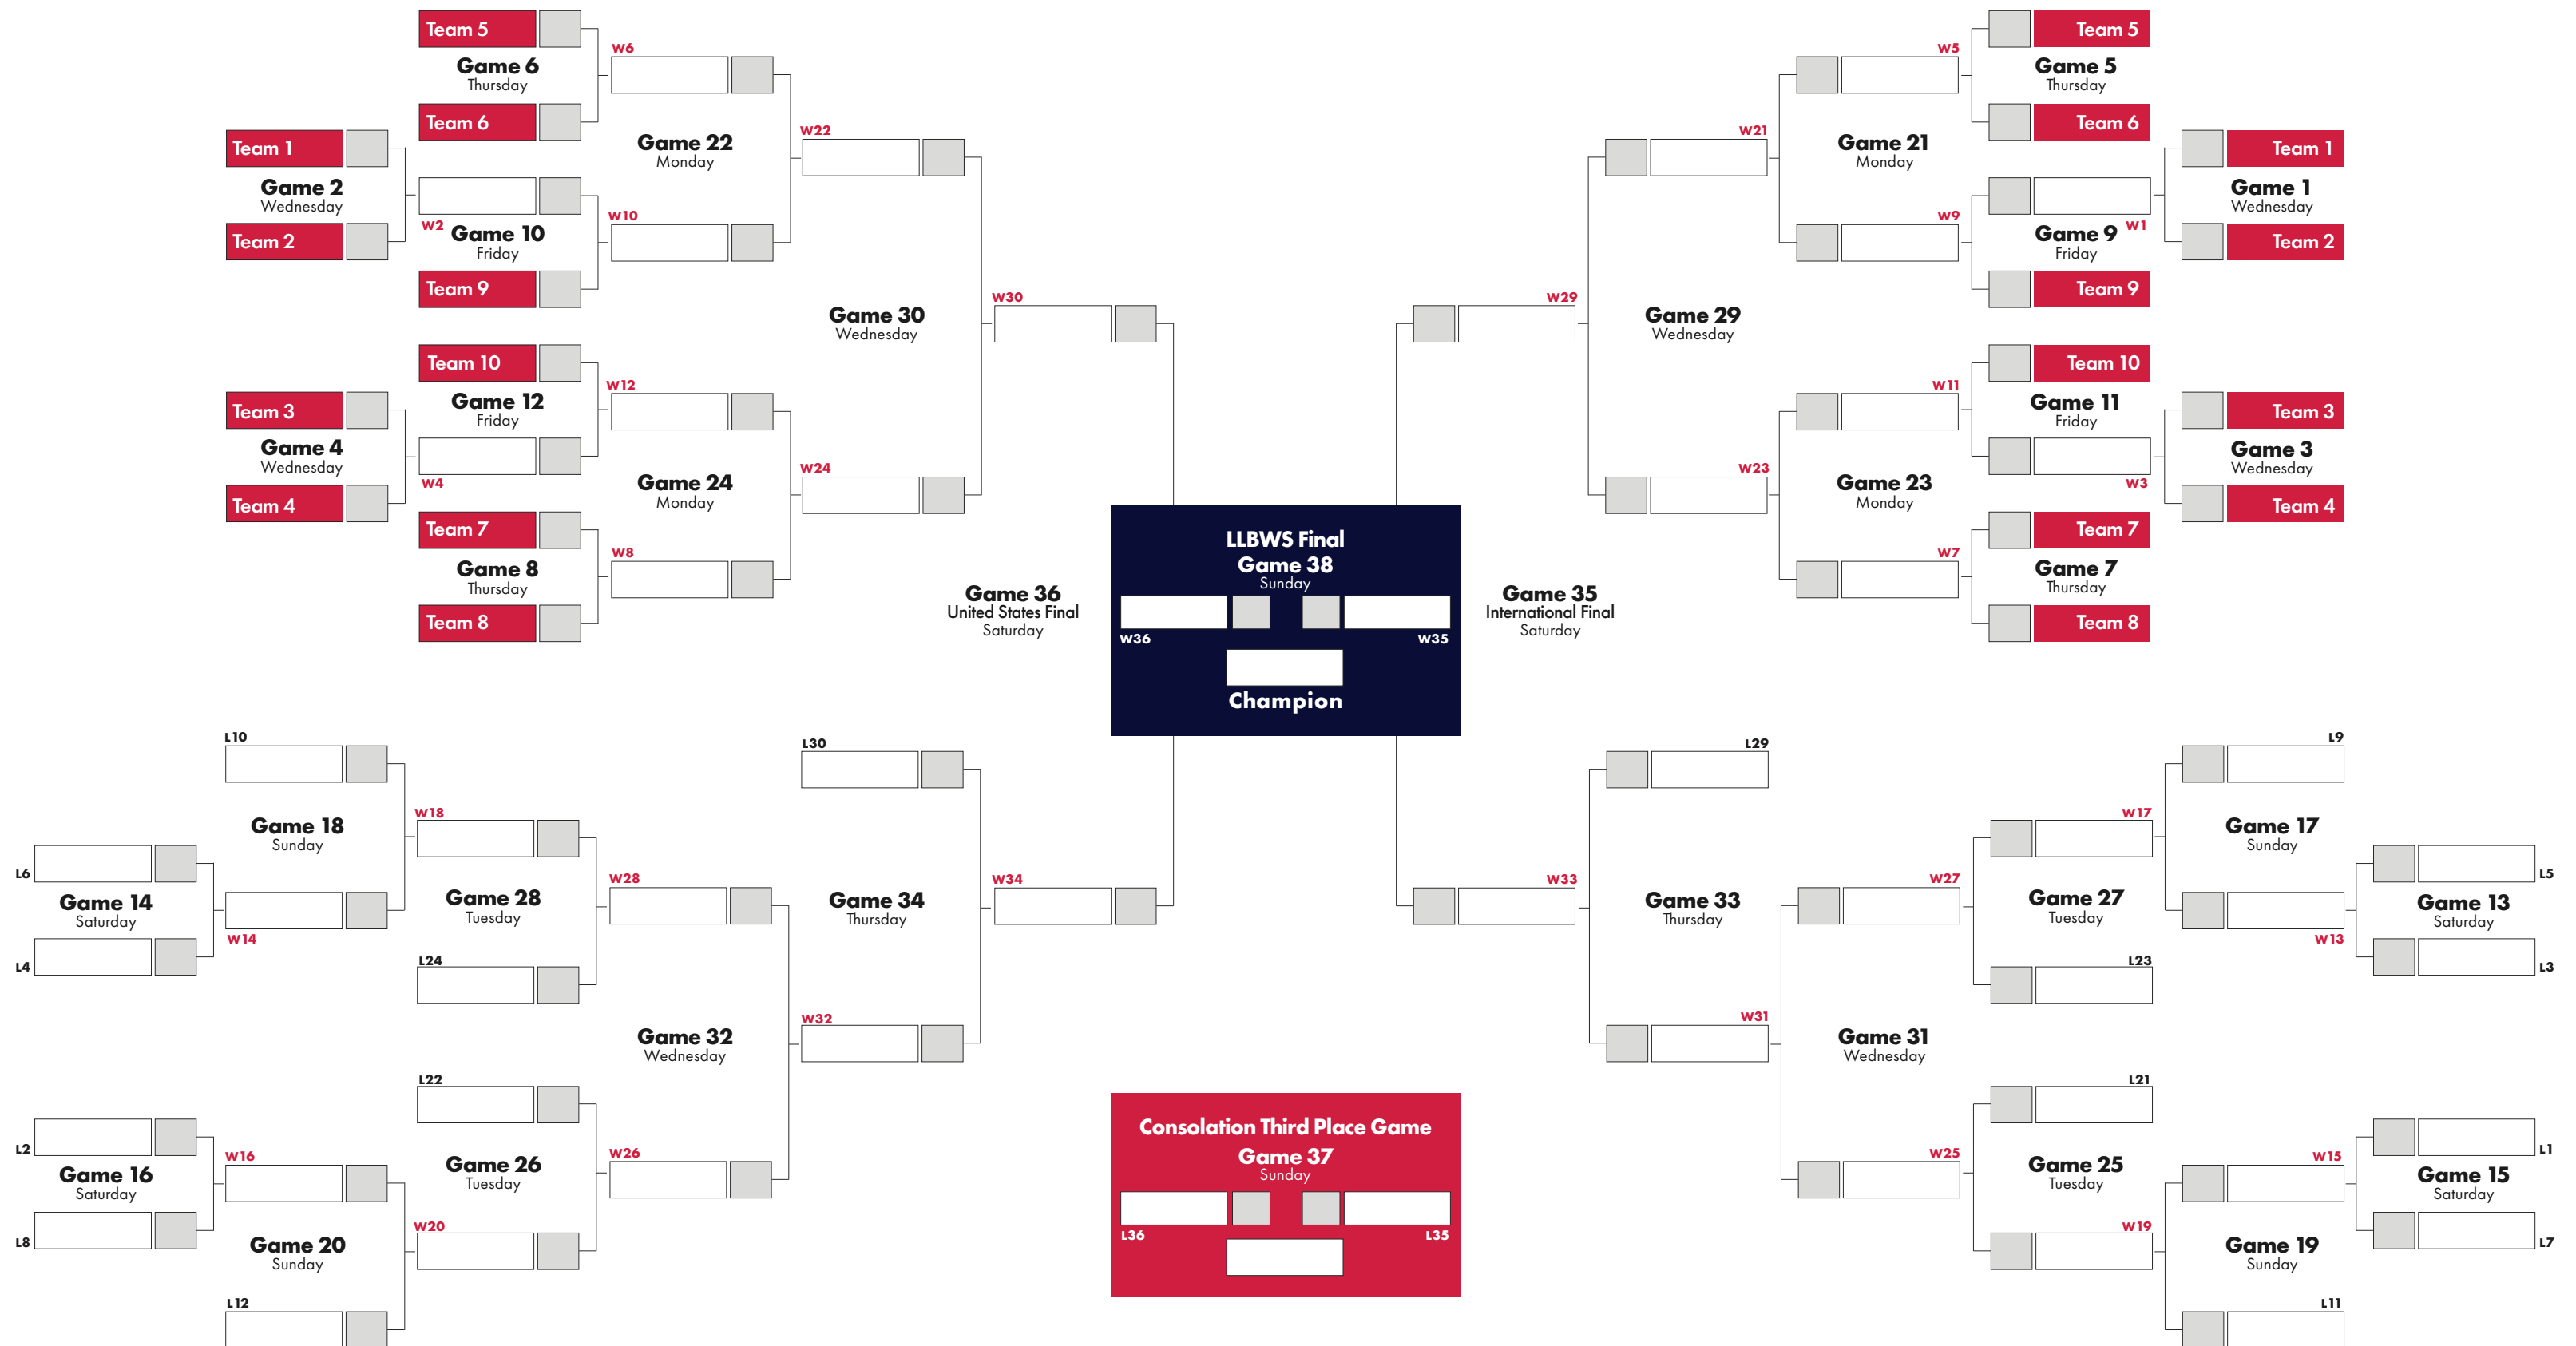 Team 5
Game 6
Thursday
Team 6
W6
Team 1
Game 2
Wednesday
Team 2
W2
Game 10
Friday
Team 9
W10
Game 22
Monday
W22
Team 10
Game 12
Friday
W12
Team 3
Game 4
Wednesday
Team 4
W4
Team 7
Game 8
Thursday
Team 8
W8
Game 24
Monday
W24
Game 30
Wednesday
W30
Game 36
United States Final
Saturday
LLBWS Final
Game 38
Sunday
W36
W35
Champion
Game 35
International Final
Saturday
W29
Game 29
Wednesday
W21
Game 21
Monday
W5
Team 5
Game 5
Thursday
Team 6
W9
Game 9
Friday
W1
Team 9
Team 1
Game 1
Wednesday
Team 2
W23
Game 23
Monday
W11
Team 10
Game 11
Friday
W3
Team 3
Game 3
Wednesday
Team 4
W7
Team 7
Game 7
Thursday
Team 8
L10
Game 18
Sunday
L6
Game 14
Saturday
L4
W14
W18
Game 28
Tuesday
L24
W28
L2
Game 16
Saturday
L8
W16
Game 20
Sunday
L12
L22
Game 26
Tuesday
W20
W26
Game 32
Wednesday
W32
L30
Game 34
Thursday
W34
Consolation Third Place Game
Game 37
Sunday
L36
L35
L29
W33
Game 33
Thursday
W31
W27
Game 31
Wednesday
W25
W17
Game 27
Tuesday
L23
L9
Game 17
Sunday
W13
L5
Game 13
Saturday
L3
L21
Game 25
Tuesday
W19
W15
Game 19
Sunday
L11
L1
Game 15
Saturday
L7